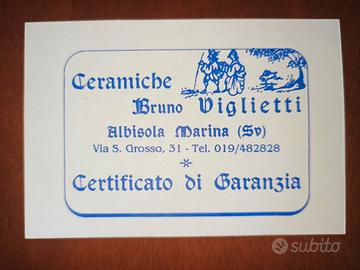 Ceramiche
Bruno Viglietti
Albisola Marina (Sv)
Via S. Grosso, 31 - Tel. 019/482828
Certificato di Garanzia
subito